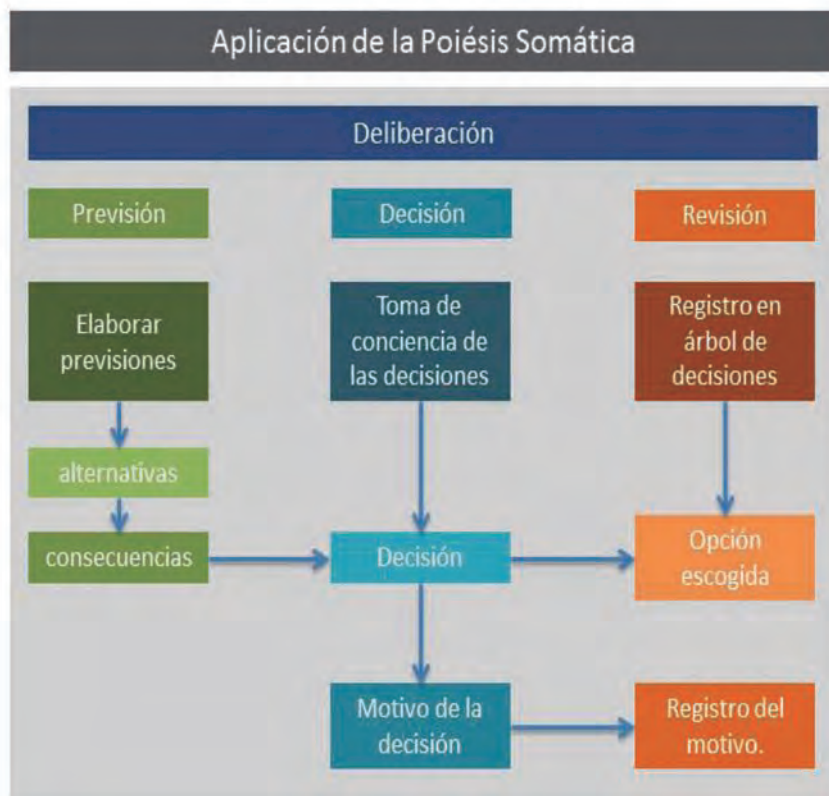 Aplicación de la Poiésis Somática
Deliberación
Previsión
Decisión
Revisión
Elaborar
previsiones
Toma de
conciencia de
las decisiones
Registro en
árbol de
decisiones
alternativas
consecuencias
Decisión
Opción
escogida
Motivo de la
decisión
Registro del
motivo.